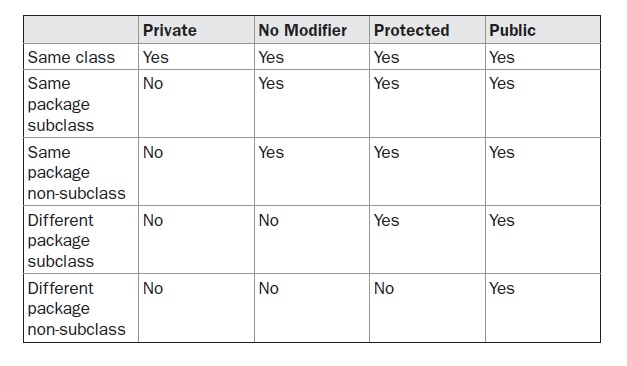 Private No Modifier Protected Public
Same class Yes Yes Yes Yes
Same No Yes Yes Yes
package
subclass
Same No Yes Yes Yes
package
non-subclass
Different No No Yes Yes
package
subclass
Different No No No Yes
package
non-subclass